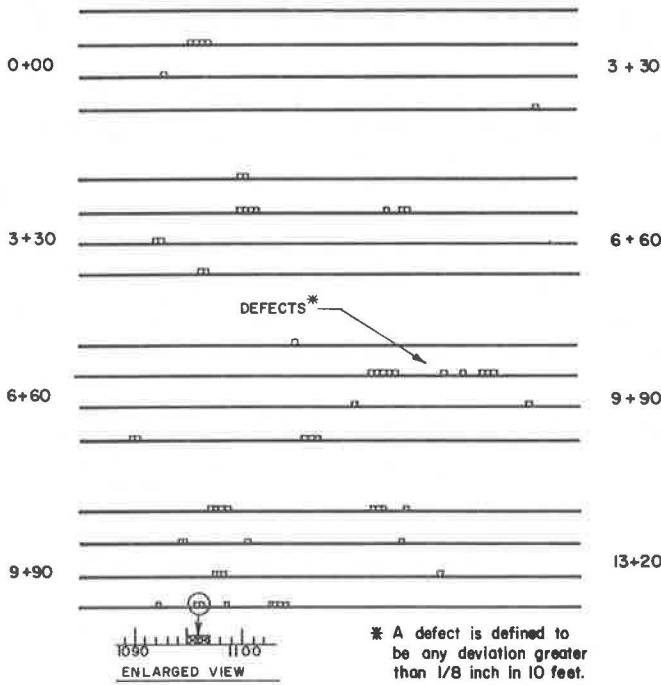 0+00
3 + 30
3+30
6 + 60
DEFECTS*
6+60
9 + 90
9+90
13+20
1090
1100
ENLARGED VIEW
* A defect is defined to
be any deviation greater
than 1/8 inch in 10 feet.